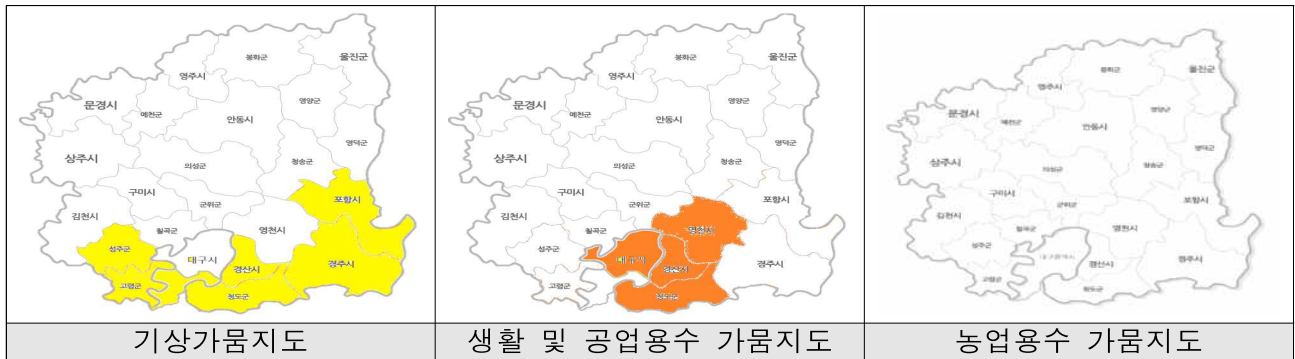 봉화군
울진군
영주시
문경시
예천군
영양군
안동시
상주시
의성군
청송군
영덕군
구미시
군위군
포항시
김천시
칠곡군
영천시
성주군
대구시
경산시
경주시
고령군
청도군
기상가뭄지도
봉화군
울진군
영주시
문경시
예천군
영양군
안동시
상주시
의성군
청송군
영덕군
구미시
군위군
포항시
김천시
칠곡군
영천시
성주군
대구시
경산시
경주시
고령군
청도군
생활 및 공업용수 가뭄지도
봉화군
울진군
영주시
문경시
예천군
영양군
안동시
상주시
의성군
청송군
영덕군
구미시
군위군
포항시
김천시
칠곡군
영천시
성주군
대구광역시
경산시
경주시
고령군
청도군
농업용수 가뭄지도